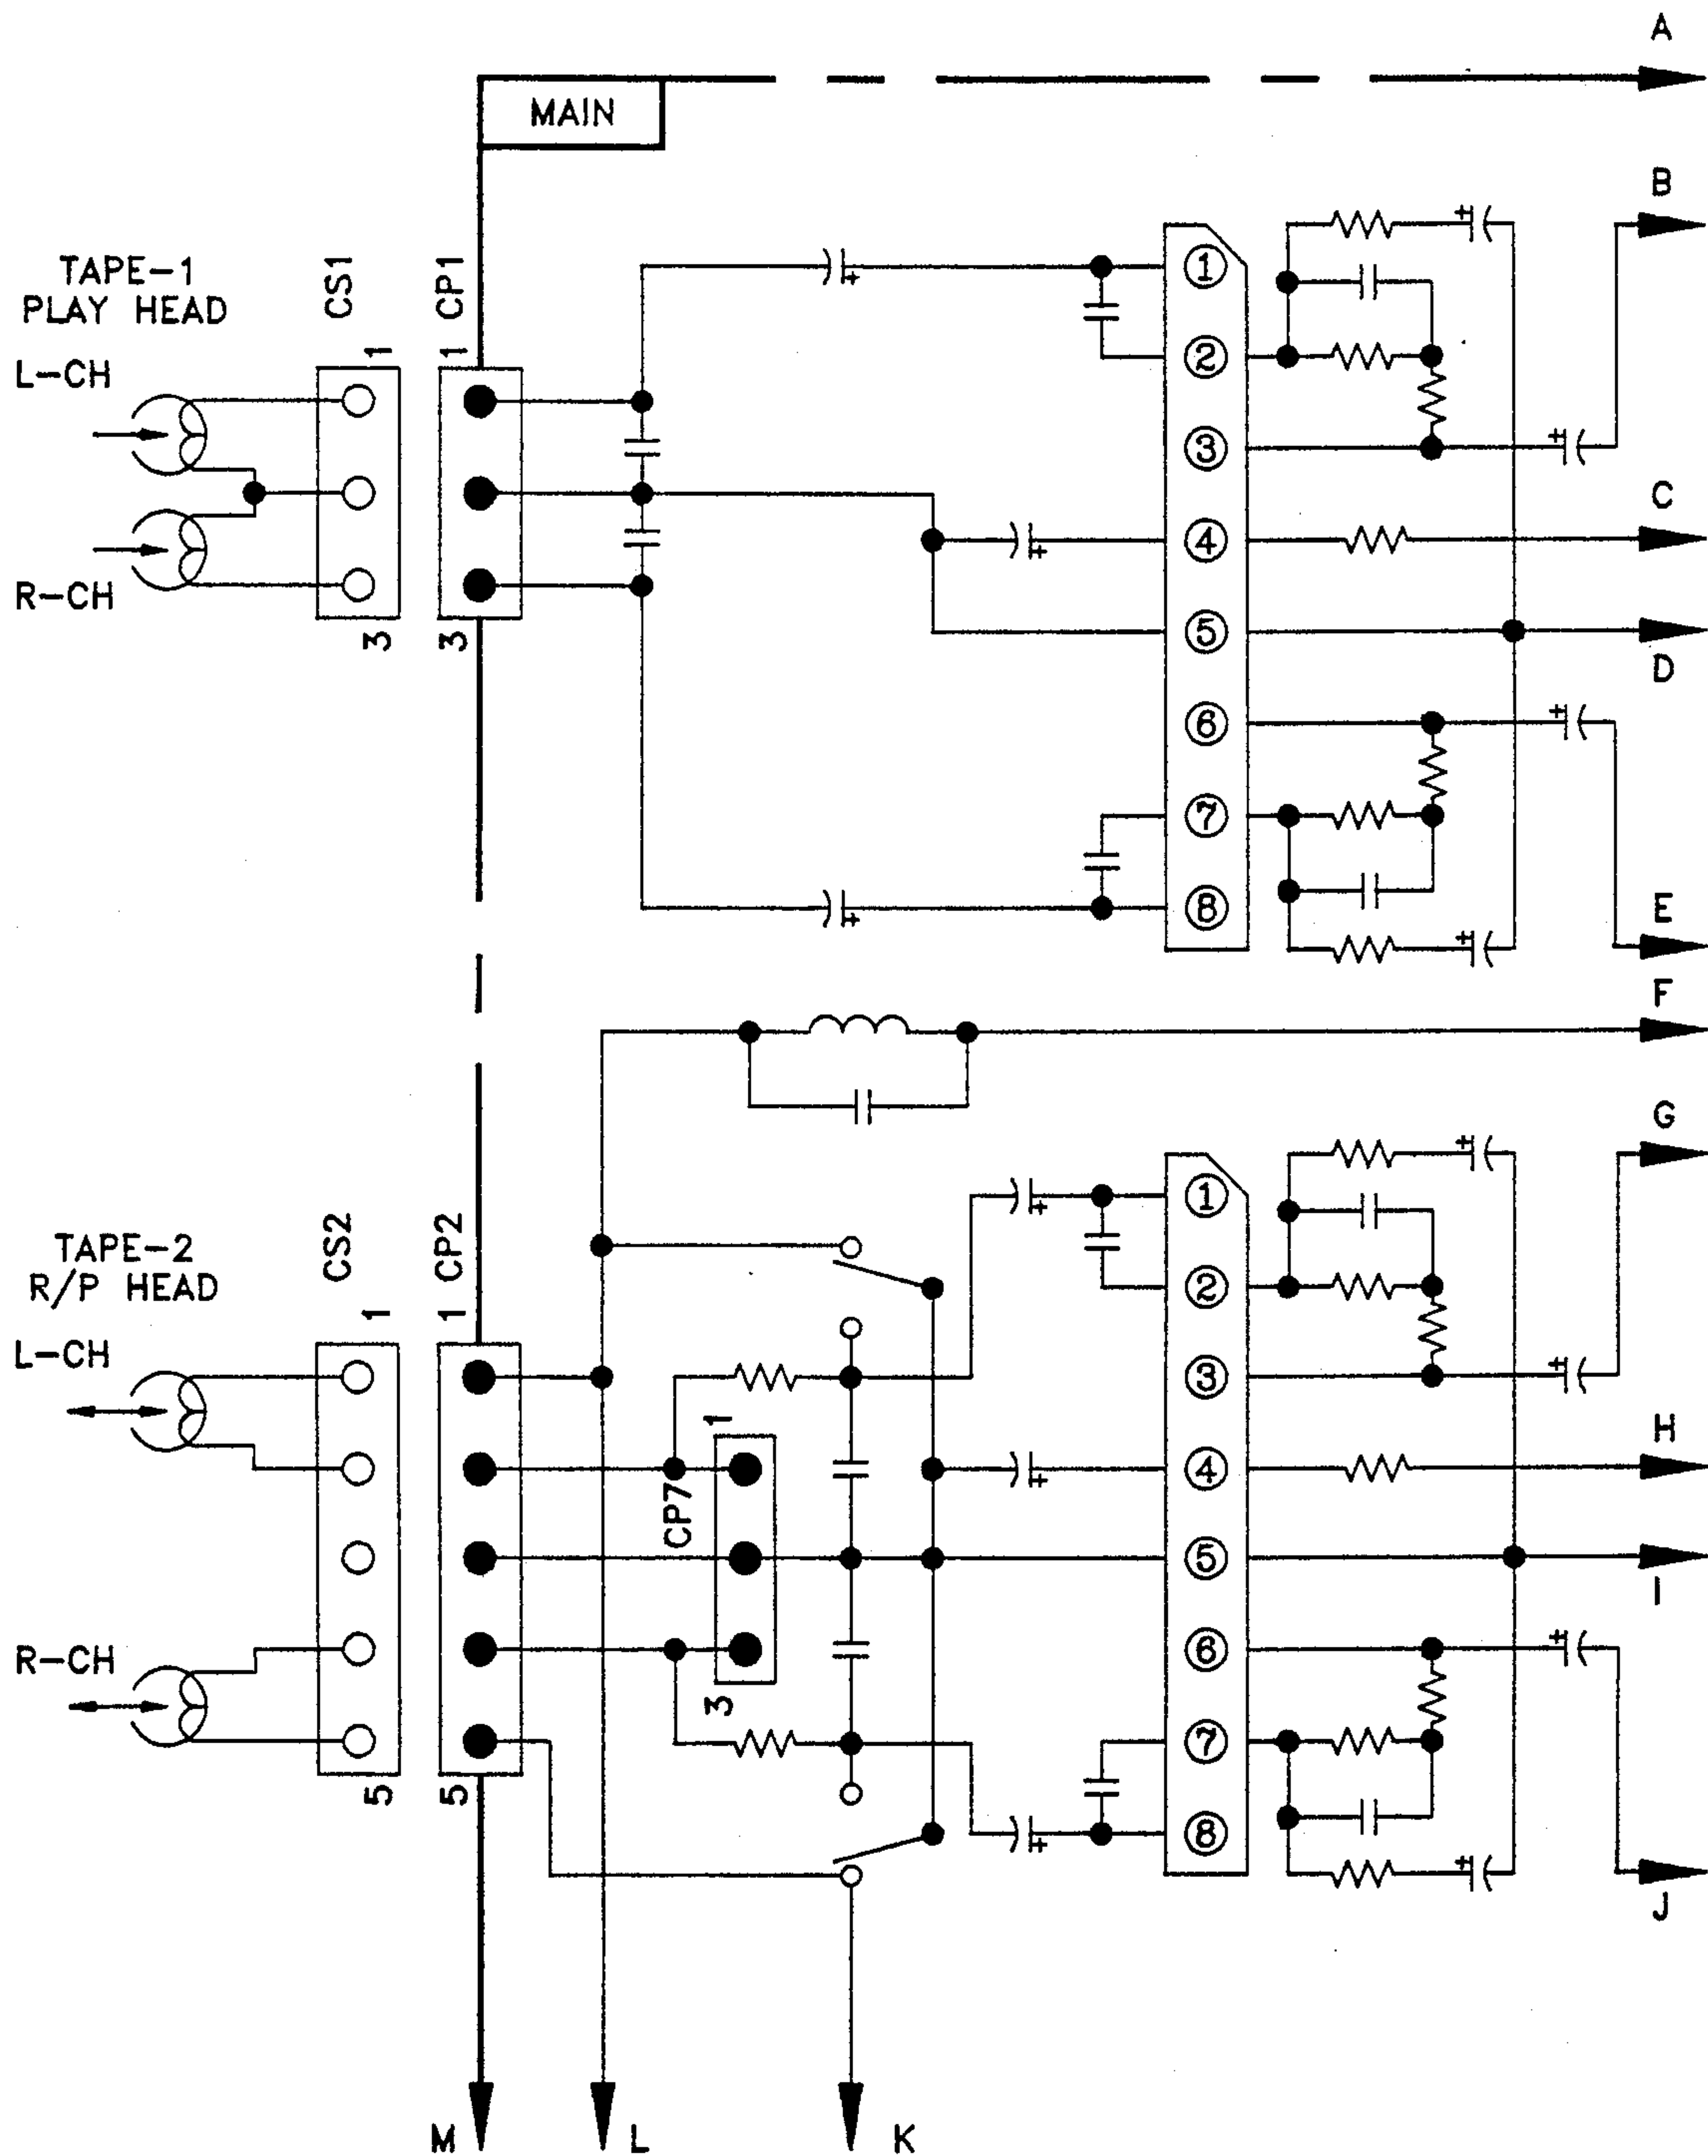 A
MAIN
B
TAPE-1
PLAY HEAD
CS1
CP1
1
1
L-CH
R-CH
3
3
+
+
+
1
2
3
4
5
6
7
8
+
+
+
+
C
D
E
F
G
TAPE-2
R/P HEAD
CS2
CP2
1
1
L-CH
R-CH
5
5
CP7
1
3
+
+
+
1
2
3
4
5
6
7
8
+
+
+
+
H
I
J
M
L
K